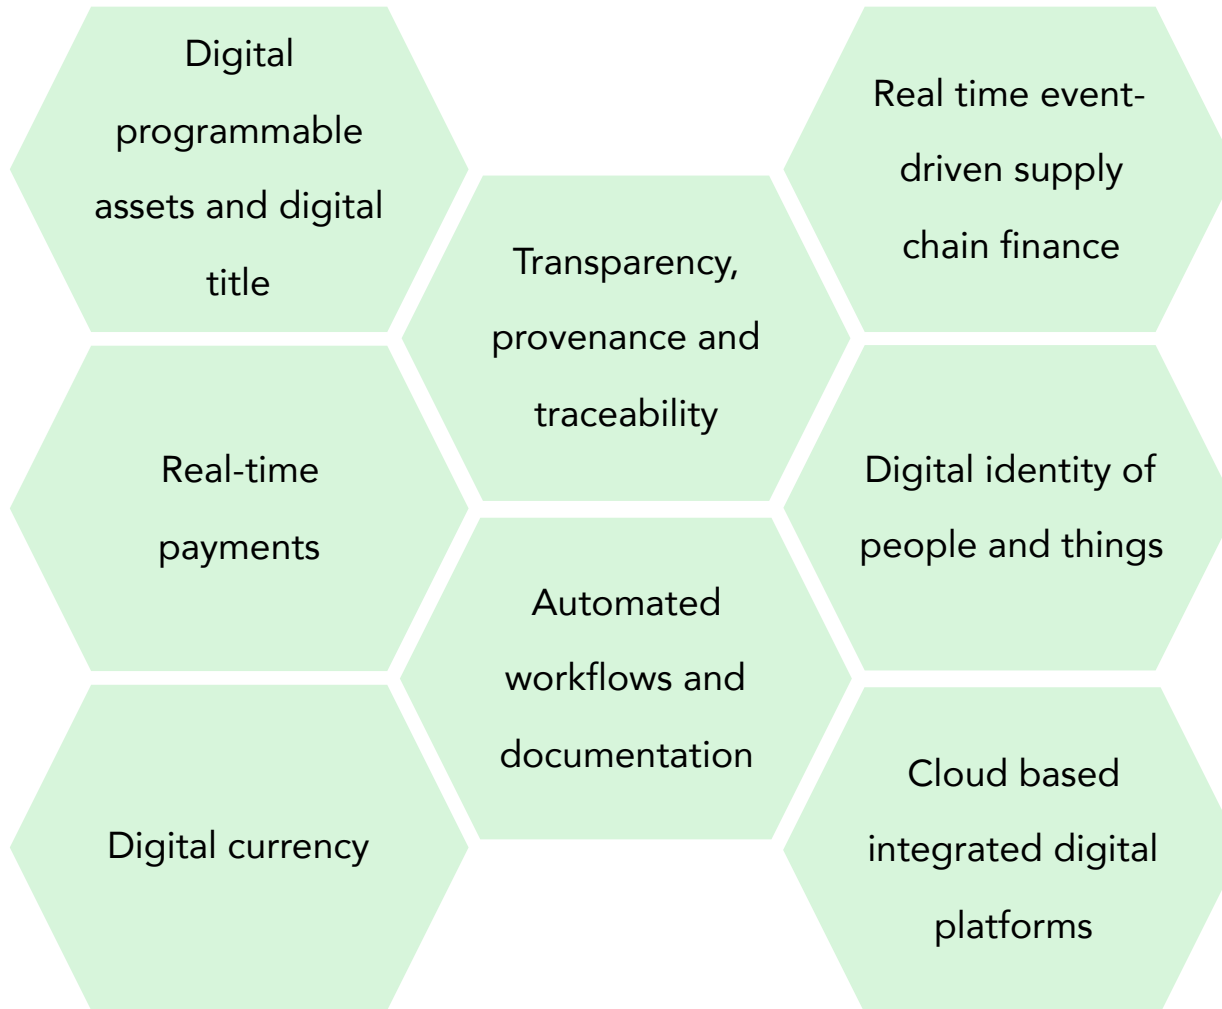 Digital
programmable
assets and digital
title
Real-time
payments
Digital currency
Transparency,
provenance and
traceability
Automated
workflows and
documentation
Real time event-
driven supply
chain finance
Digital identity of
people and things
Cloud based
integrated digital
platforms